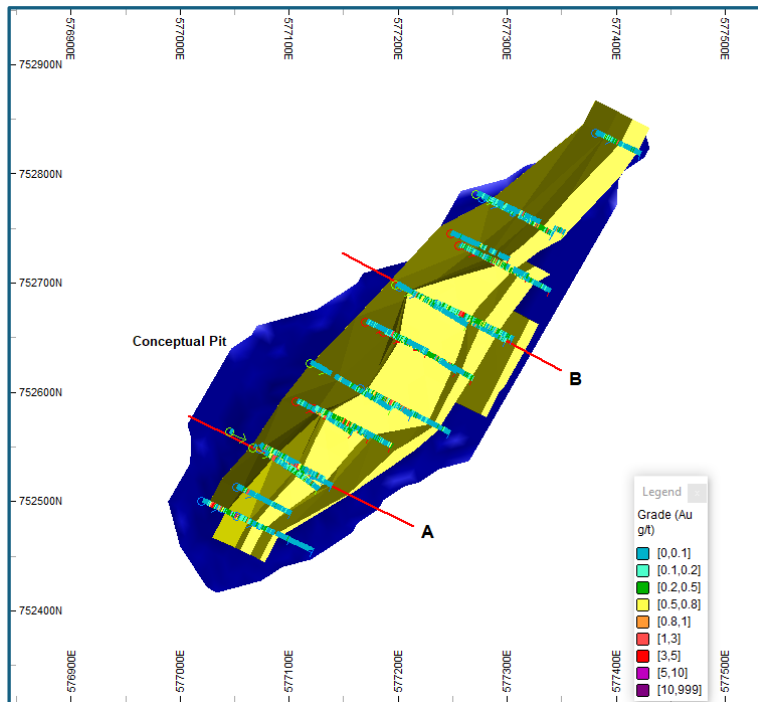 576900E 577000E 577100E 577200E 577300E 577400E 577500E
752900N
752800N
752700N
Conceptual Pit
752600N
B
752500N
A
Legend x
Grade (Au
g/t)
[0,0.1]
[0.1,0.2]
[0.2,0.5]
[0.5,0.8]
[0.8,1]
[1,3]
[3,5]
[5,10]
[10,999]
752400N
576900E 577000E 577100E 577200E 577300E 577400E 577500E